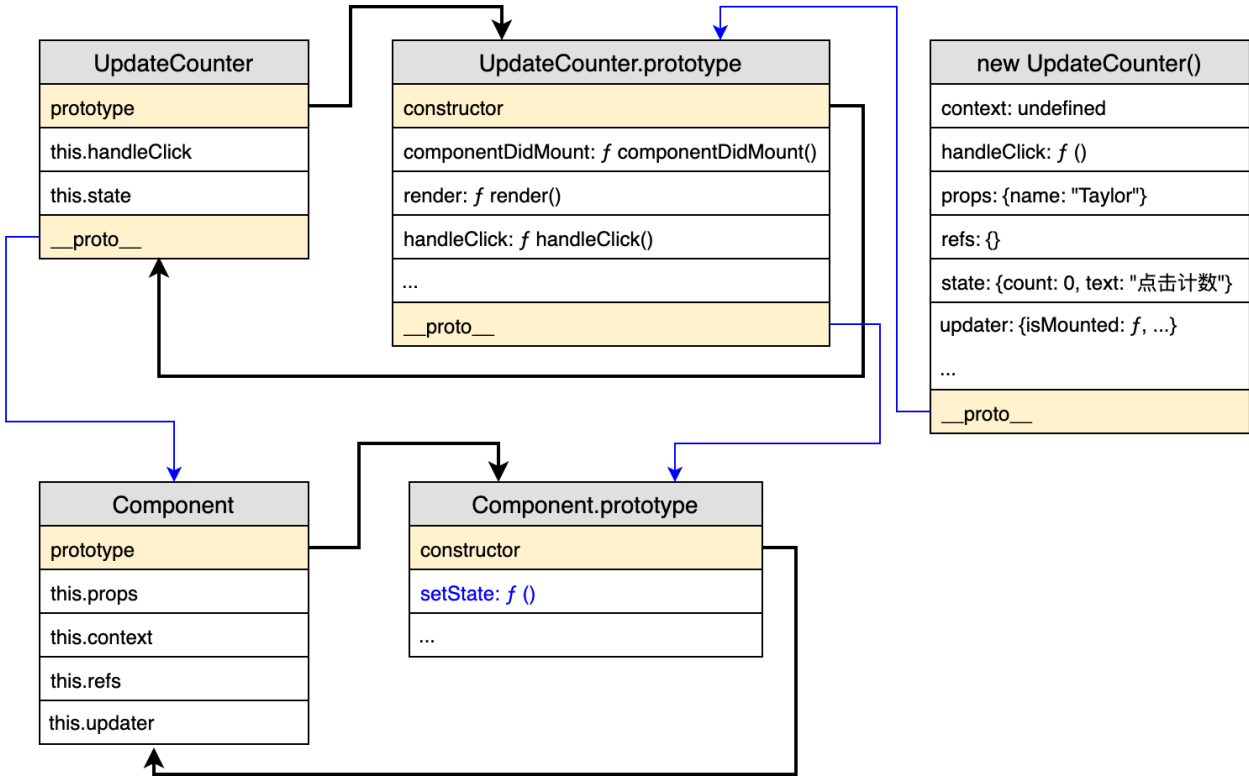 UpdateCounter
prototype
this.handleClick
this.state
__proto__
UpdateCounter.prototype
constructor
componentDidMount: ƒ componentDidMount()
render: ƒ render()
handleClick: ƒ handleClick()
...
__proto__
new UpdateCounter()
context: undefined
handleClick: ƒ ()
props: {name: "Taylor"}
refs: {}
state: {count: 0, text: "点击计数"}
updater: {isMounted: ƒ, ...}
...
__proto__
Component
prototype
this.props
this.context
this.refs
this.updater
Component.prototype
constructor
setState: ƒ ()
...